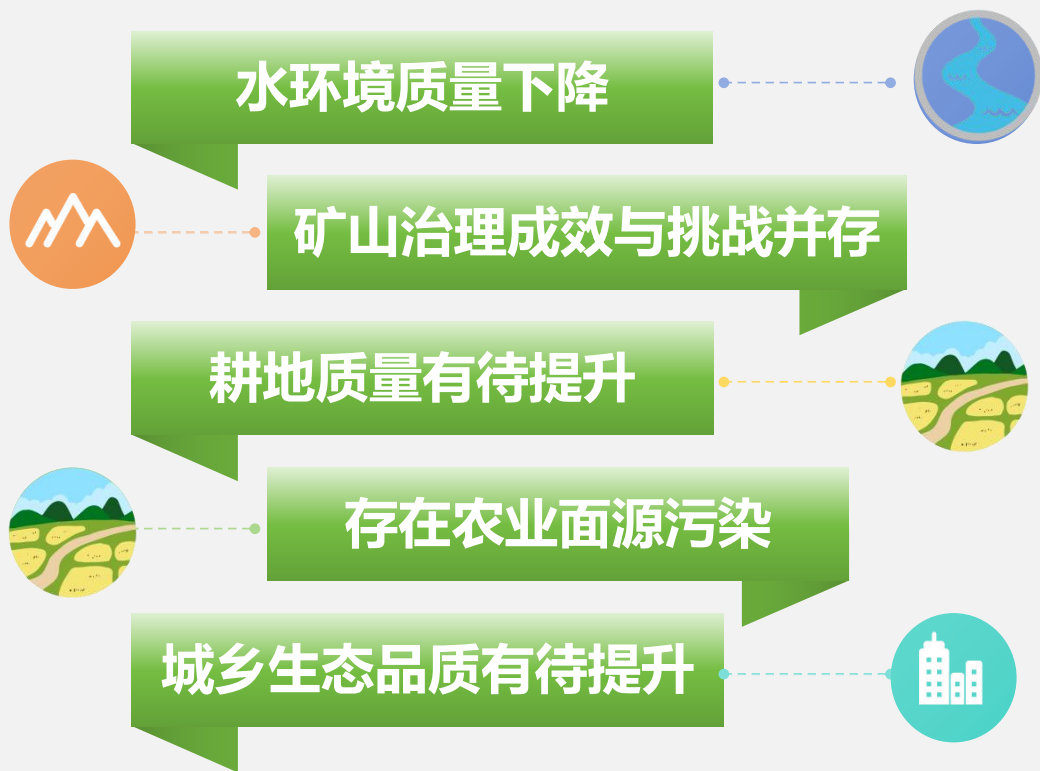 水环境质量下降
矿山治理成效与挑战并存
耕地质量有待提升
存在农业面源污染
城乡生态品质有待提升